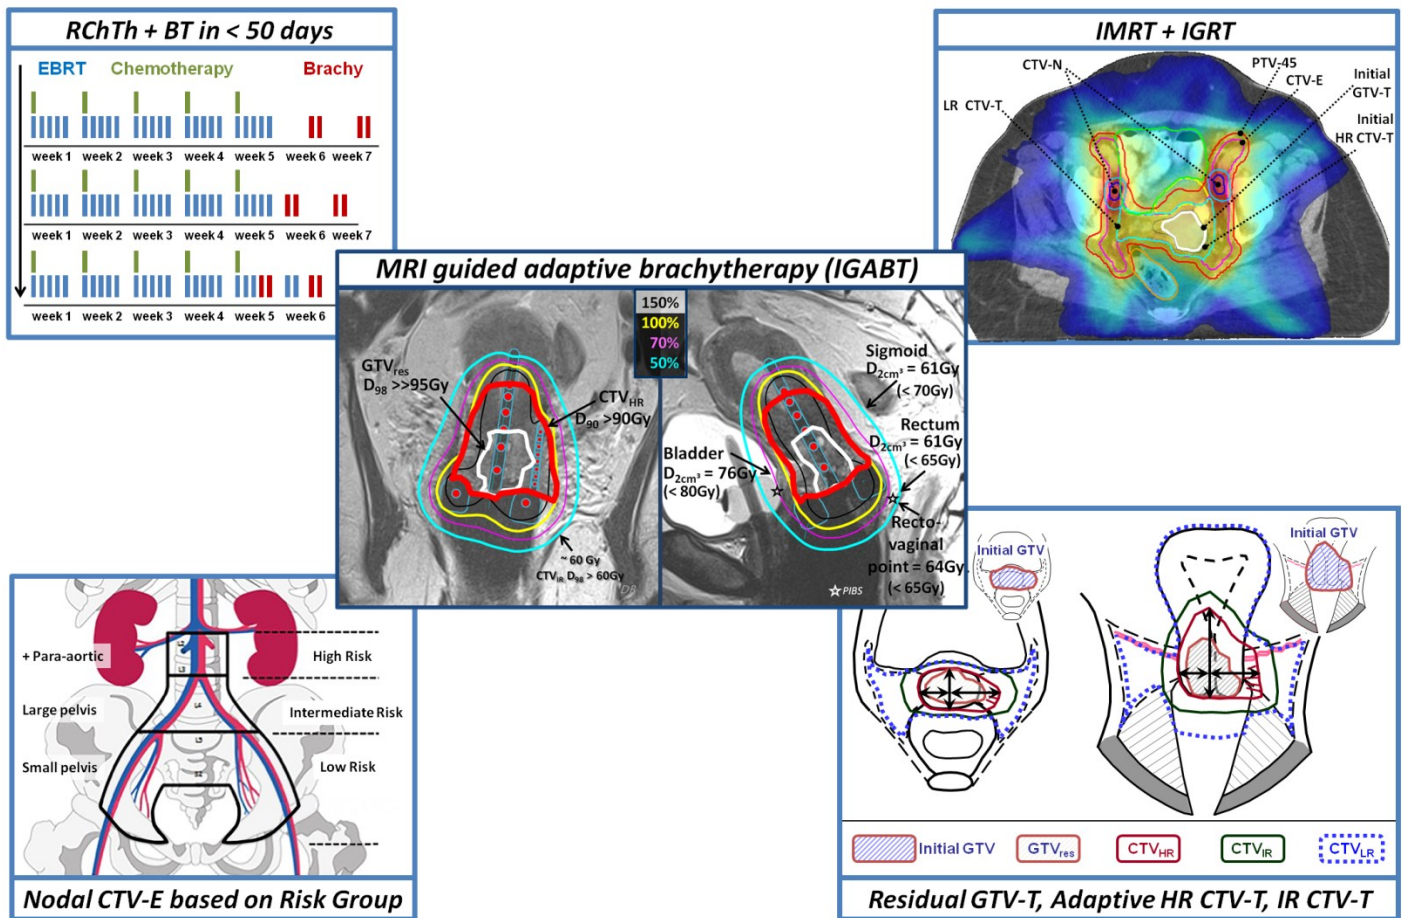 RChTh + BT in < 50 days
EBRT Chemotherapy Brachy
week 1 week 2 week 3 week 4 week 5 week 6 week 7
week 1 week 2 week 3 week 4 week 5 week 6 week 7
week 1 week 2 week 3 week 4 week 5 week 6
IMRT + IGRT
CTV-N
PTV-45
CTV-E
Initial
GTV-T
LR CTV-T
Initial
HR CTV-T
MRI guided adaptive brachytherapy (IGABT)
150%
100%
70%
50%
GTVres
D98 >>95Gy
CTVHR
D90 >90Gy
~ 60 Gy
CTVIR D98 > 60Gy
DB
Sigmoid
D2cm³ = 61Gy
(< 70Gy)
Rectum
D2cm³ = 61Gy
(< 65Gy)
Bladder
D2cm³ = 76Gy
(< 80Gy)
Recto-
vaginal
point = 64Gy
(< 65Gy)
☆PIBS
+ Para-aortic
High Risk
Large pelvis
Intermediate Risk
Small pelvis
Low Risk
L4
L5
Nodal CTV-E based on Risk Group
Initial GTV
Initial GTV
Initial GTV
GTVres
CTVHR
CTVIR
CTVLR
Residual GTV-T, Adaptive HR CTV-T, IR CTV-T